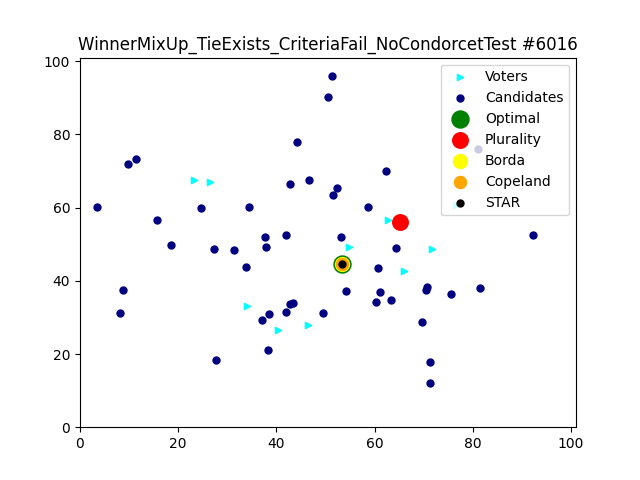 WinnerMixUp_TieExists_CriteriaFail_NoCondorcetTest #6016
100
80
60
40
20
0
0 20 40 60 80 100
Voters
Candidates
Optimal
Plurality
Borda
Copeland
STAR